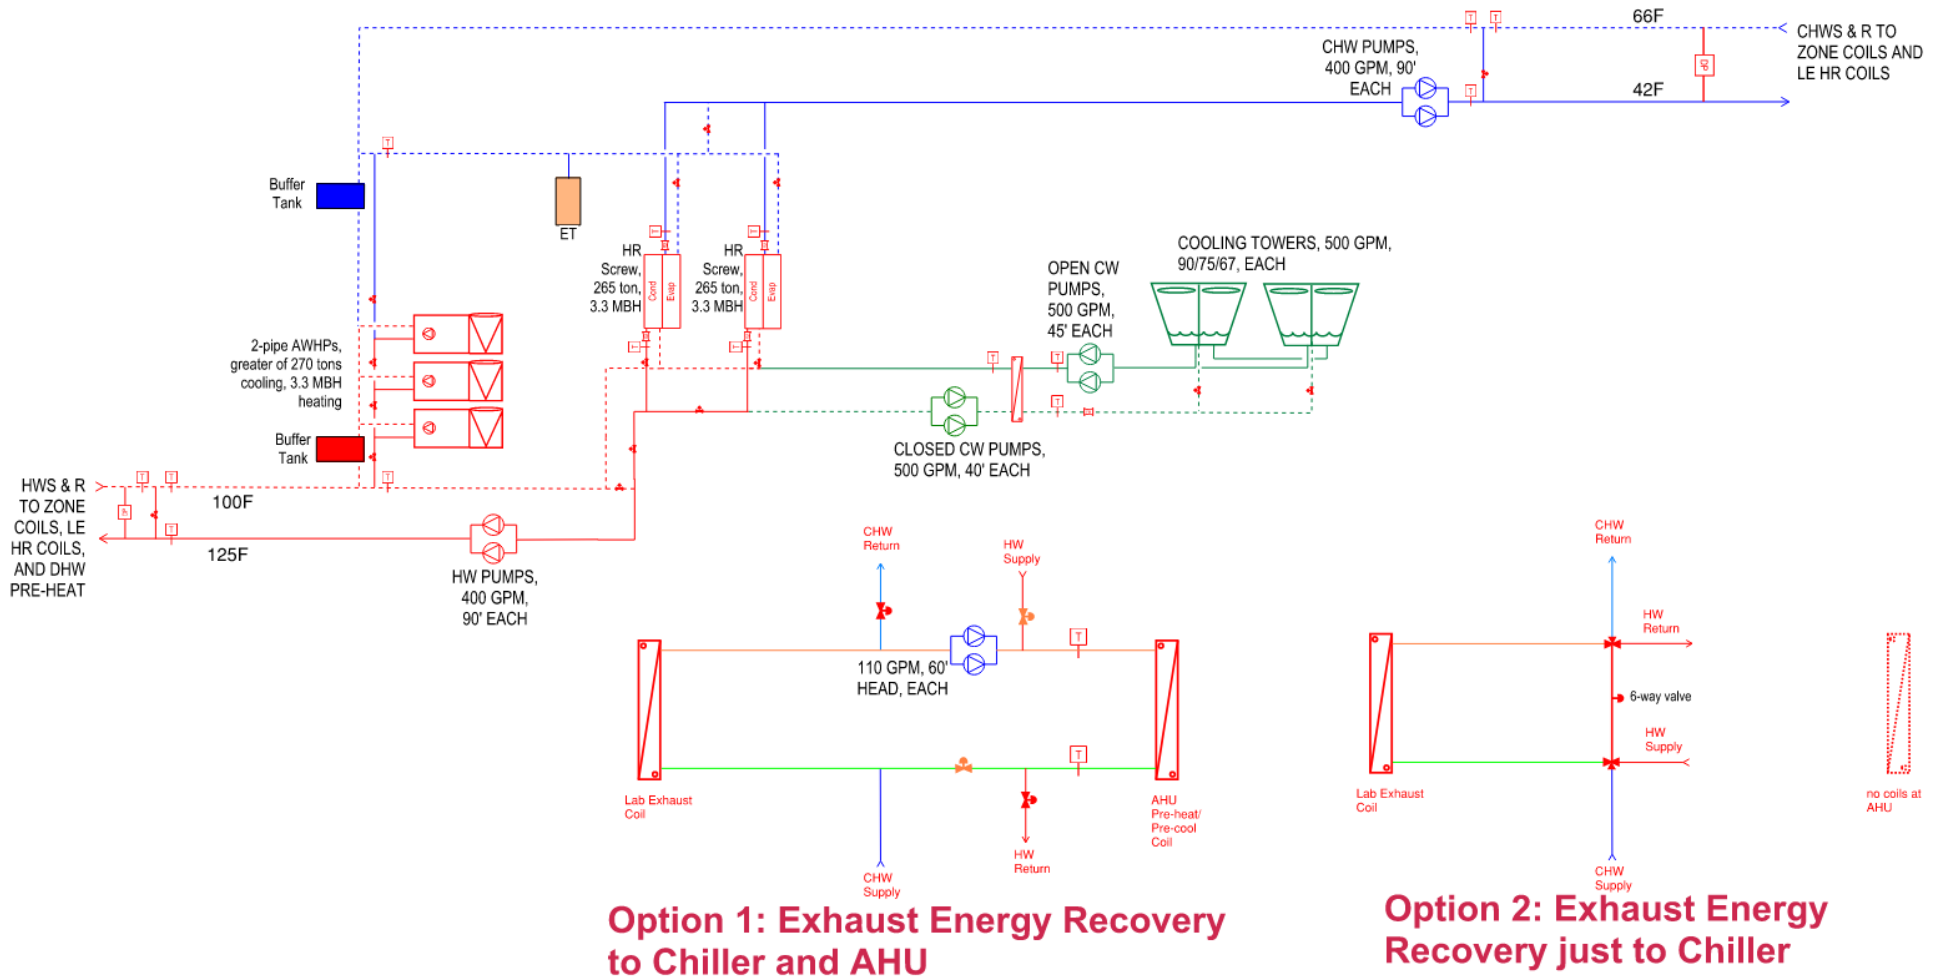 66F
CHWS & R TO
ZONE COILS AND
LE HR COILS
CHW PUMPS,
400 GPM, 90'
EACH
42F
T
T
T
DP
T
Buffer
Tank
ET
HR
Screw,
265 ton,
3.3 MBH
Cond
Evap
T
T
HR
Screw,
265 ton,
3.3 MBH
Cond
Evap
T
T
COOLING TOWERS, 500 GPM,
90/75/67, EACH
OPEN CW
PUMPS,
500 GPM,
45' EACH
T
T
T
CLOSED CW PUMPS,
500 GPM, 40' EACH
2-pipe AWHPs,
greater of 270 tons
cooling, 3.3 MBH
heating
Buffer
Tank
T
T
T
T
HWS & R
TO ZONE
COILS, LE
HR COILS,
AND DHW
PRE-HEAT
100F
125F
HW PUMPS,
400 GPM,
90' EACH
CHW
Return
HW
Supply
T
110 GPM, 60'
HEAD, EACH
T
Lab Exhaust
Coil
AHU
Pre-heat/
Pre-cool
Coil
HW
Return
CHW
Supply
Option 1: Exhaust Energy Recovery
to Chiller and AHU
CHW
Return
HW
Return
6-way valve
HW
Supply
Lab Exhaust
Coil
no coils at
AHU
CHW
Supply
Option 2: Exhaust Energy
Recovery just to Chiller